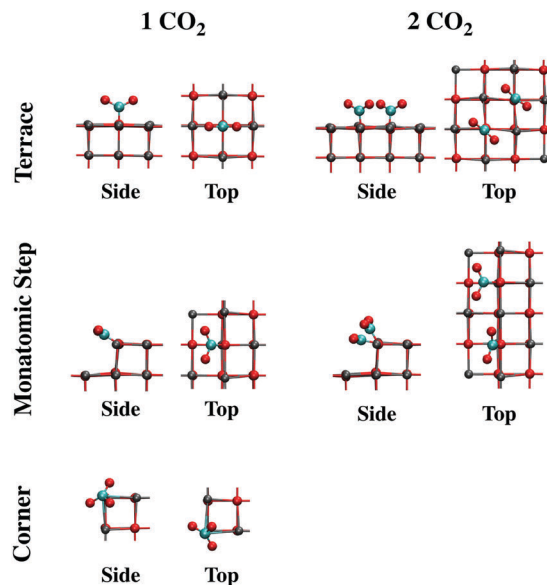 1 CO₂ 2 CO₂
Terrace
Side Top Side Top
Monatomic Step
Side Top Side Top
Corner
Side Top